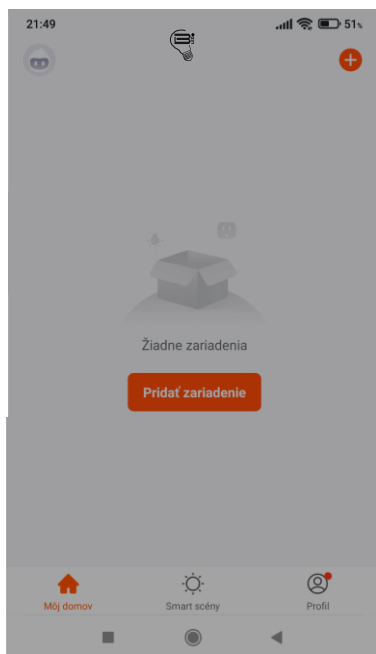 21:49
51%
Žiadne zariadenia
Pridať zariadenie
Môj domov
Smart scény
Profil